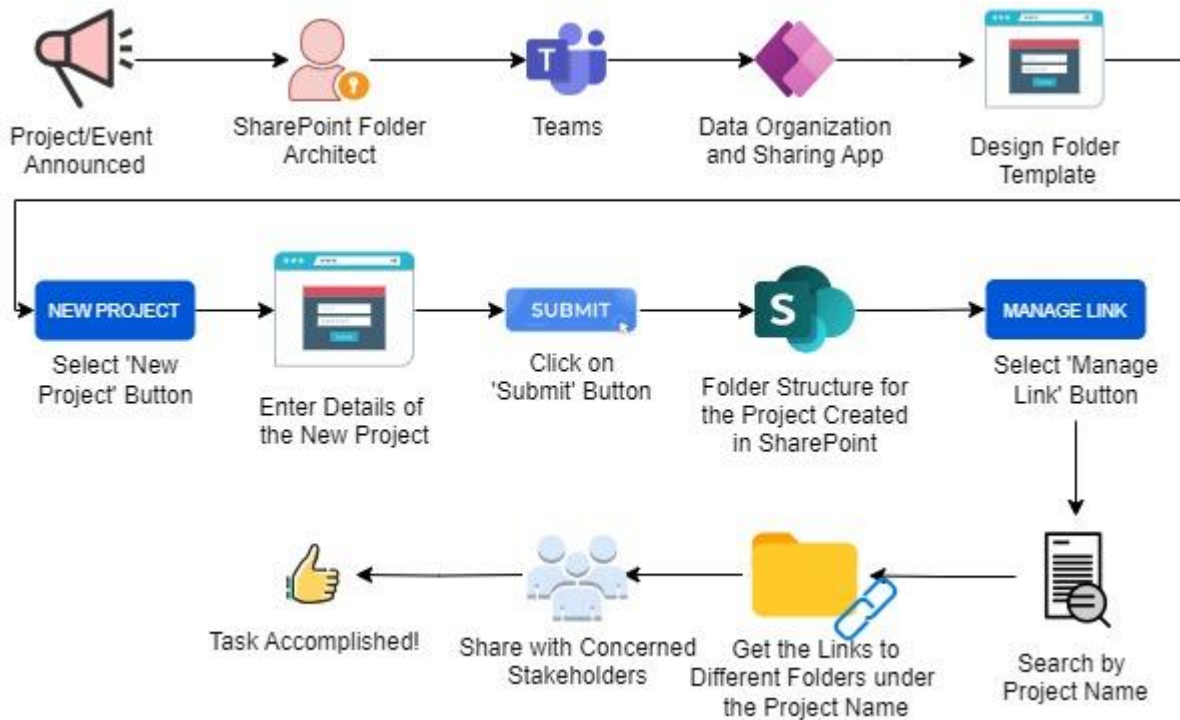 T
Project/Event
Announced
SharePoint Folder
Architect
Teams
Data Organization
and Sharing App
Design Folder
Template
NEW PROJECT
SUBMIT
S
MANAGE LINK
Select 'New
Project' Button
Enter Details of
the New Project
Click on
'Submit' Button
Folder Structure for
the Project Created
in SharePoint
Select 'Manage
Link' Button
Task Accomplished!
Share with Concerned
Stakeholders
Get the Links to
Different Folders under
the Project Name
Search by
Project Name